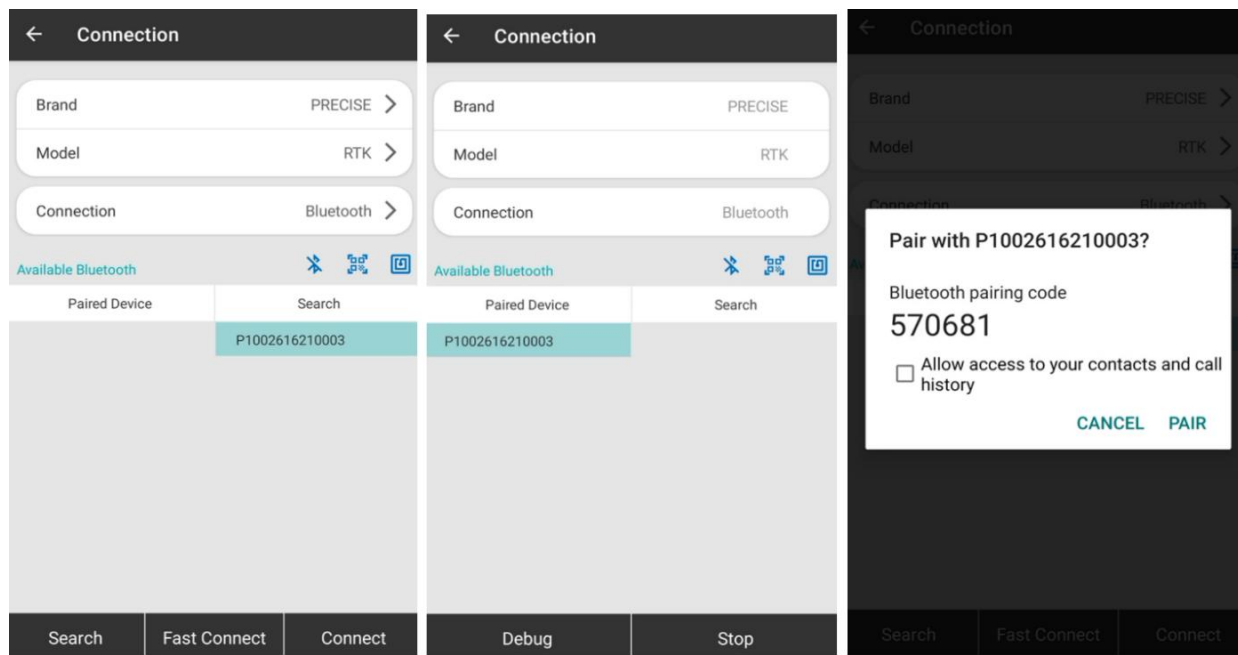 Connection
Brand PRECISE
Model RTK
Connection Bluetooth
Available Bluetooth
Paired Device Search
P1002616210003
Search Fast Connect Connect
Connection
Brand PRECISE
Model RTK
Connection Bluetooth
Available Bluetooth
Paired Device Search
P1002616210003
Debug Stop
Connection
Brand PRECISE
Model RTK
Connection Bluetooth
Pair with P1002616210003?
Bluetooth pairing code
570681
Allow access to your contacts and call
history
CANCEL PAIR
Search Fast Connect Connect